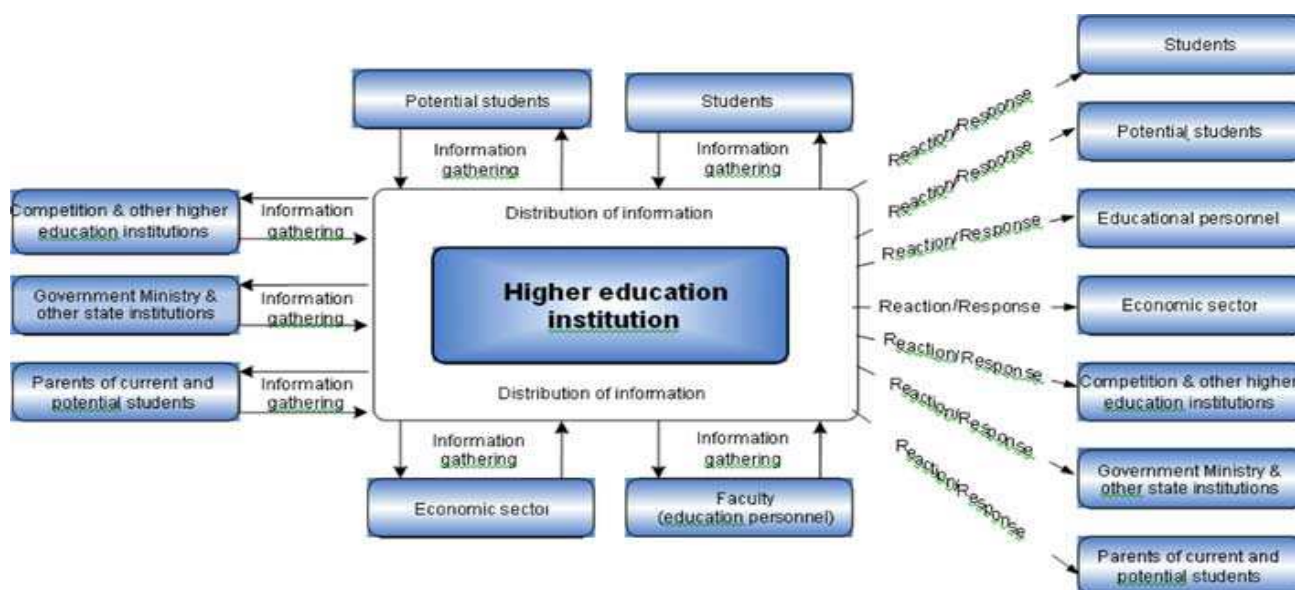 Students
Potential students
Students
Reaction/Response
Potential students
Information
gathering
Information
gathering
Reaction/Response
Competition & other higher
education institutions
Information
gathering
Distribution of information
Reaction/Response
Educational personnel
Government Ministry &
other state institutions
Information
gathering
Higher education
institution
Reaction/Response
Economic sector
Parents of current and
potential students
Information
gathering
Distribution of information
Reaction/Response
Competition & other higher
education institutions
Information
gathering
Information
gathering
Reaction/Response
Government Ministry &
other state institutions
Economic sector
Faculty
(education personnel)
Reaction/Response
Parents of current and
potential students